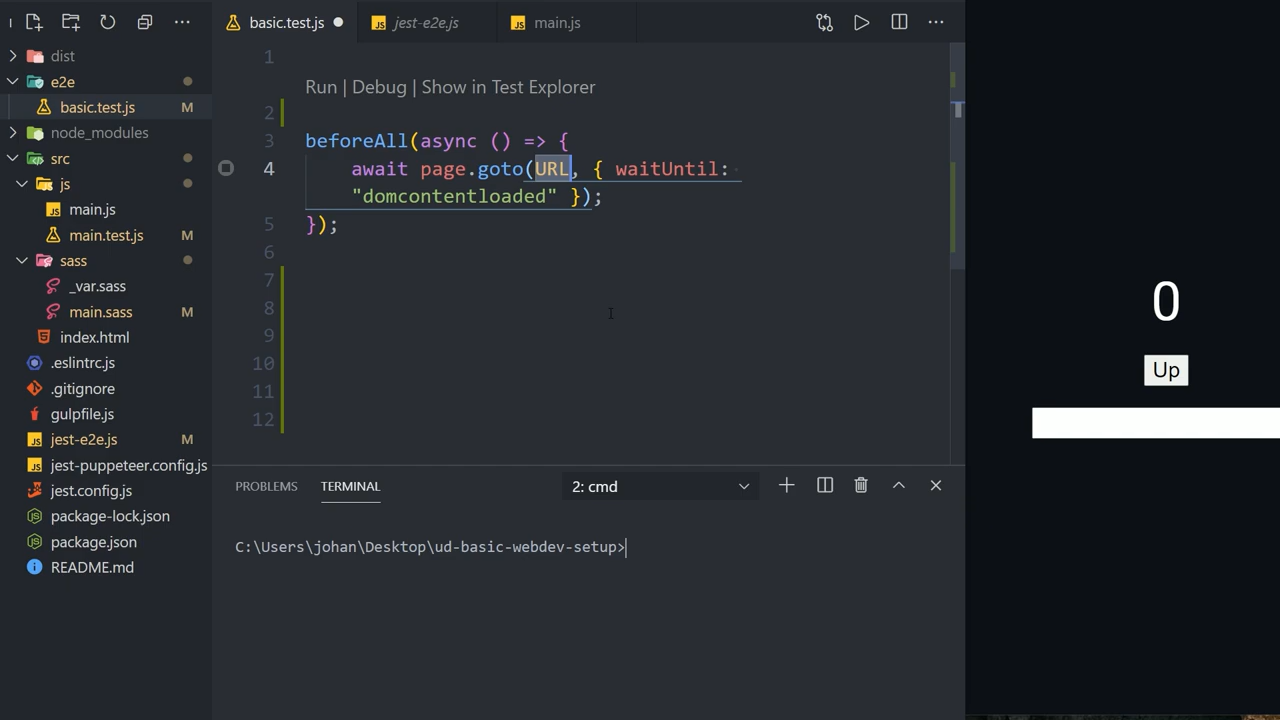 basic.test.js
jest-e2e.js
main.js
dist
e2e
basic.test.js M
node_modules
src
js
main.js
main.test.js M
sass
_var.sass
main.sass M
index.html
.eslintrc.js
.gitignore
gulpfile.js
jest-e2e.js M
jest-puppeteer.config.js
jest.config.js
package-lock.json
package.json
README.md
1
Run | Debug | Show in Test Explorer
2
3 beforeAll(async () => {
4 await page.goto(URL, { waitUntil:
"domcontentloaded" });
5 });
6
7
8
9
10
11
12
PROBLEMS TERMINAL 2: cmd
C:\Users\johan\Desktop\ud-basic-webdev-setup>
0
Up